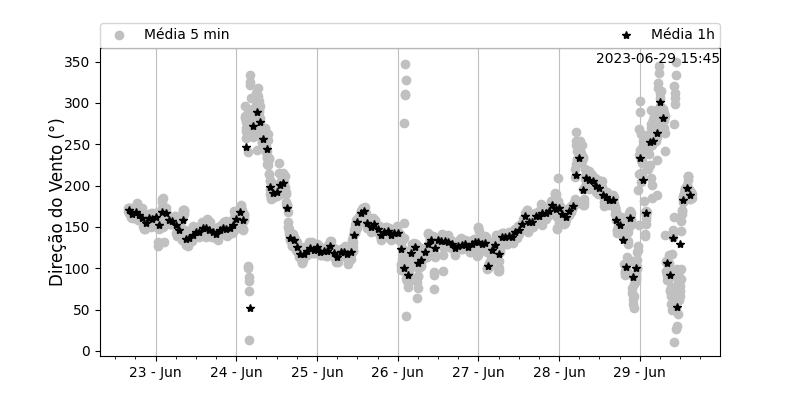 Média 5 min
Média 1h
2023-06-29 15:45
Direção do Vento (°)
350
300
250
200
150
100
50
0
23 - Jun
24 - Jun
25 - Jun
26 - Jun
27 - Jun
28 - Jun
29 - Jun